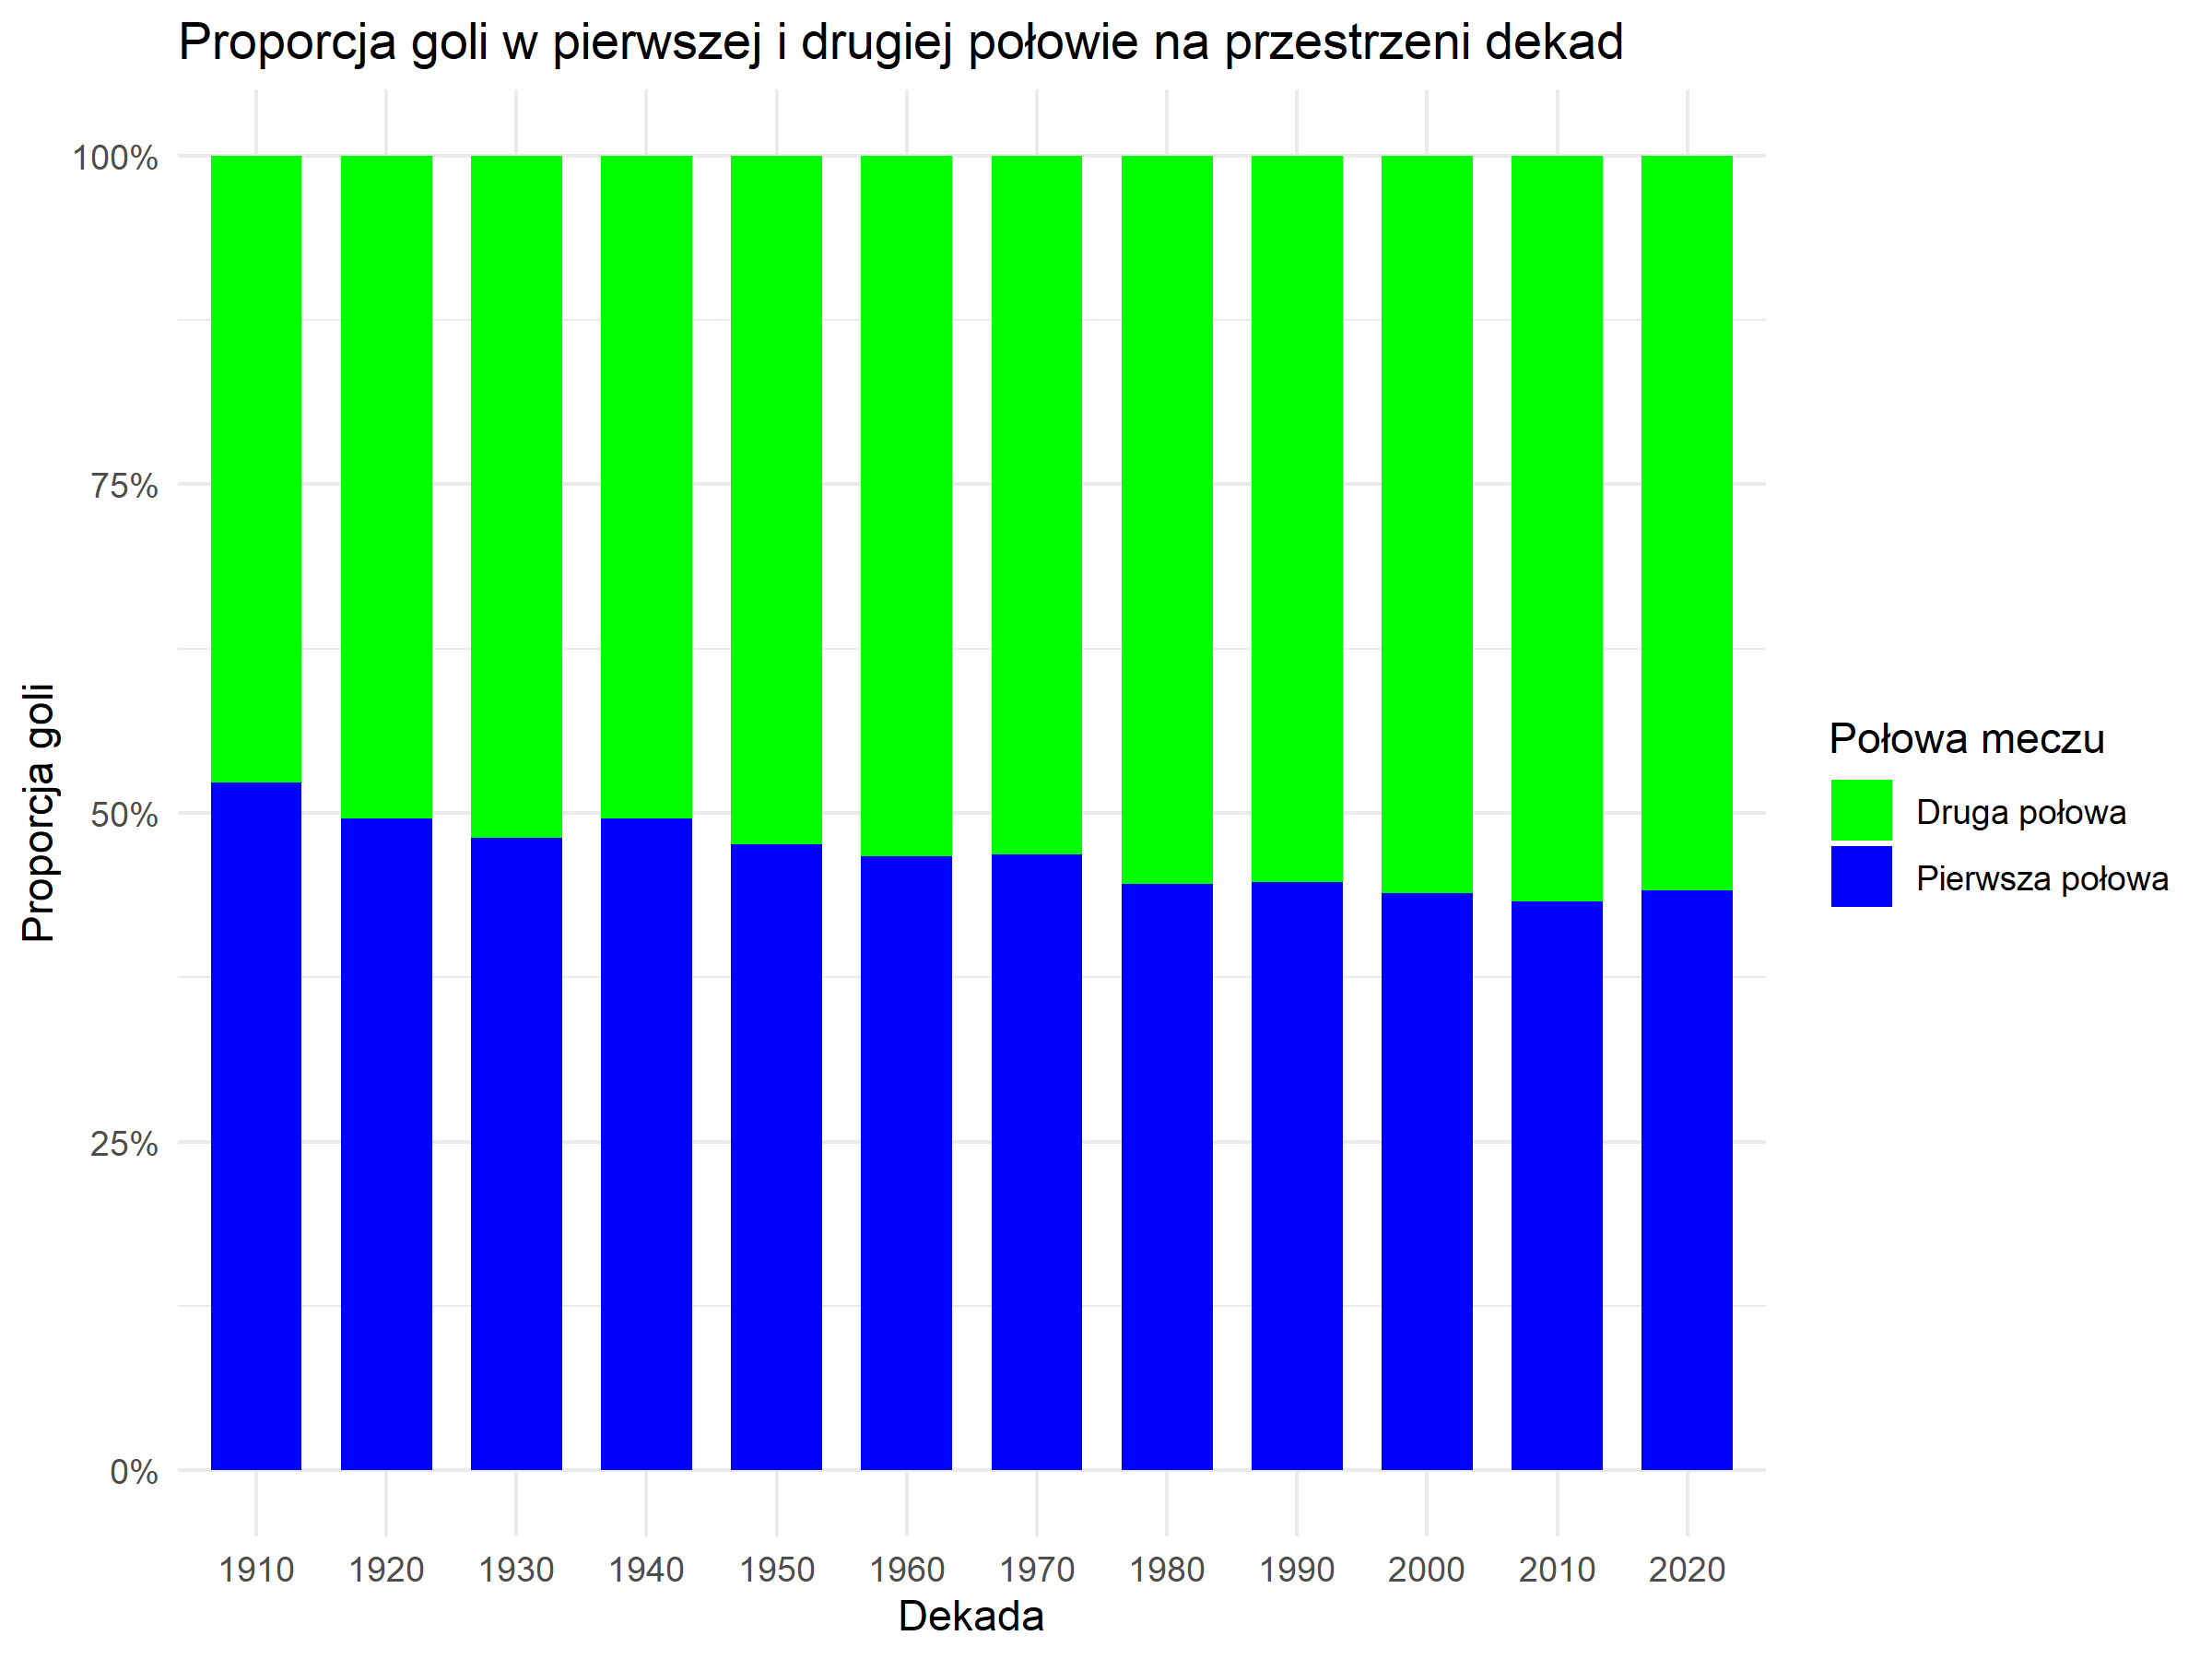 Proporcja goli w pierwszej i drugiej połowie na przestrzeni dekad
Proporcja goli
100%
75%
50%
25%
0%
1910 1920 1930 1940 1950 1960 1970 1980 1990 2000 2010 2020
Dekada
Połowa meczu
Druga połowa
Pierwsza połowa